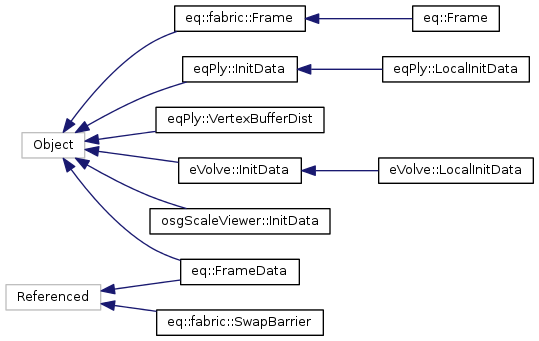 eq::fabric::Frame
eq::Frame
eqPly::InitData
eqPly::LocalInitData
eqPly::VertexBufferDist
Object
eVolve::InitData
eVolve::LocalInitData
osgScaleViewer::InitData
eq::FrameData
Referenced
eq::fabric::SwapBarrier